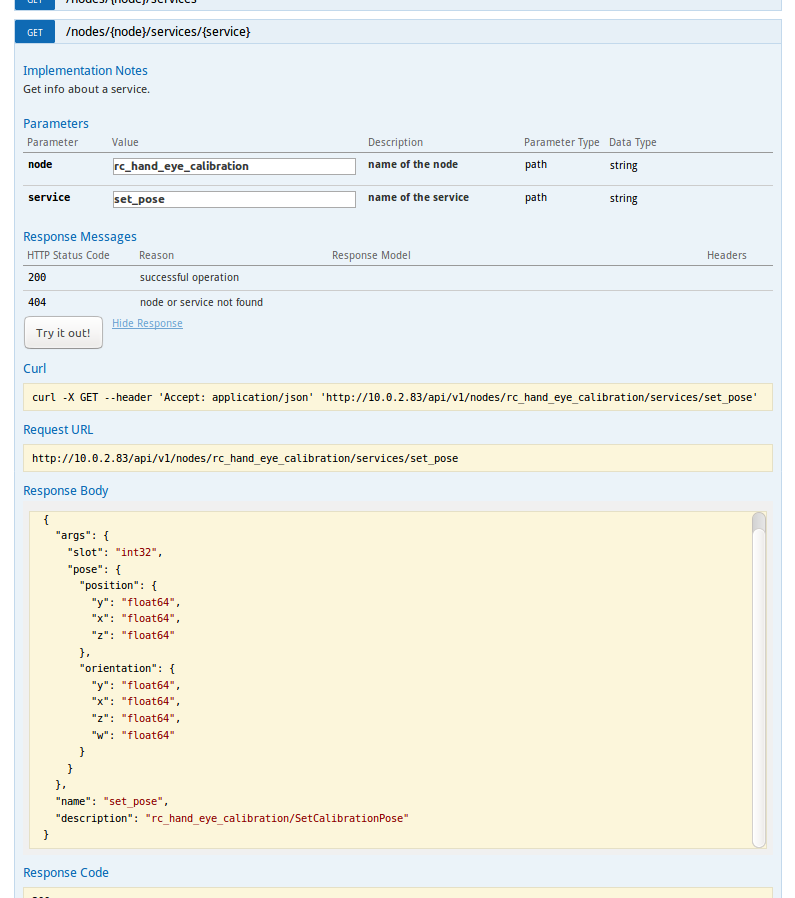 GET /nodes/{node}/services
GET /nodes/{node}/services/{service}
Implementation Notes
Get info about a service.
Parameters
Parameter Value Description Parameter Type Data Type
node rc_hand_eye_calibration name of the node path string
service set_pose name of the service path string
Response Messages
HTTP Status Code Reason Response Model Headers
200 successful operation
404 node or service not found
Try it out! Hide Response
Curl
curl -X GET --header 'Accept: application/json' 'http://10.0.2.83/api/v1/nodes/rc_hand_eye_calibration/services/set_pose'
Request URL
http://10.0.2.83/api/v1/nodes/rc_hand_eye_calibration/services/set_pose
Response Body
{
"args": {
"slot": "int32",
"pose": {
"position": {
"y": "float64",
"x": "float64",
"z": "float64"
},
"orientation": {
"y": "float64",
"x": "float64",
"z": "float64",
"w": "float64"
}
}
},
"name": "set_pose",
"description": "rc_hand_eye_calibration/SetCalibrationPose"
}
Response Code